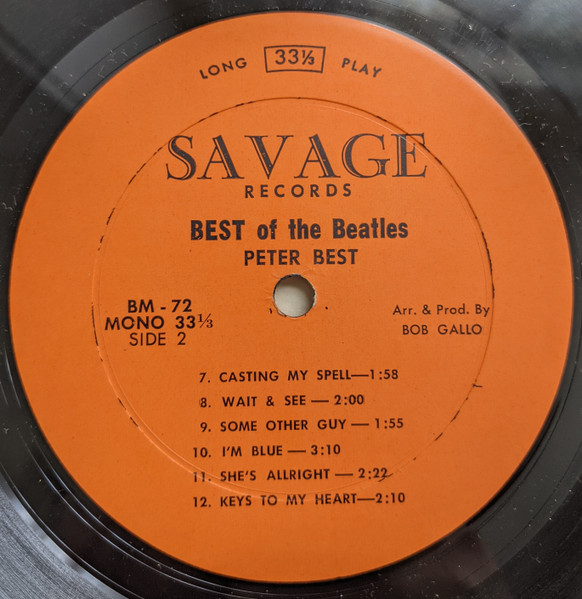 LONG 33⅓ PLAY
SAVAGE
RECORDS
BEST of the Beatles
PETER BEST
BM - 72
MONO 33⅓
SIDE 2
Arr. & Prod. By
BOB GALLO
7. CASTING MY SPELL—1:58
8. WAIT & SEE — 2:00
9. SOME OTHER GUY — 1:55
10. I'M BLUE — 3:10
11. SHE'S ALLRIGHT — 2:22
12. KEYS TO MY HEART—2:10